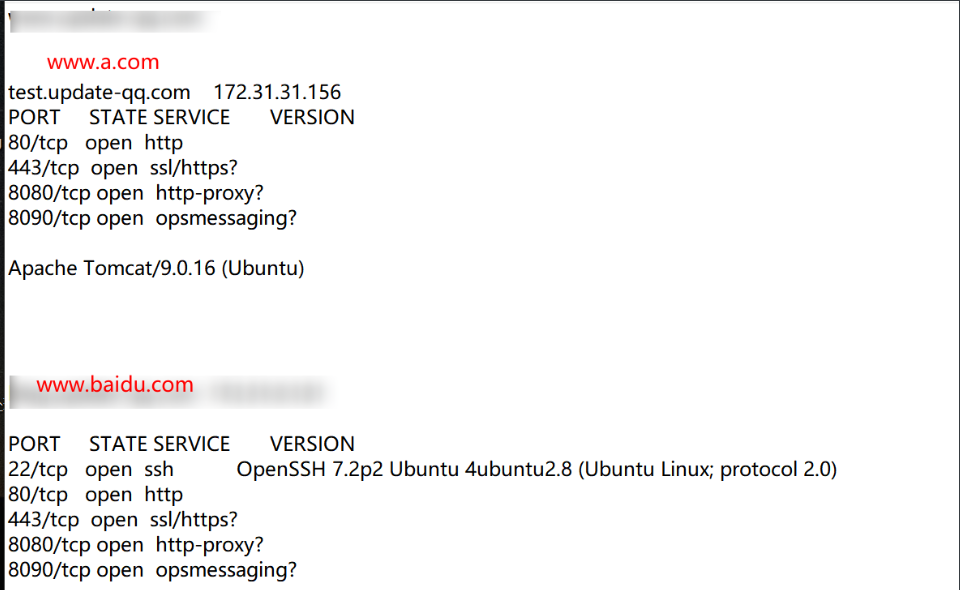 www.a.com
test.update-qq.com 172.31.31.156
PORT STATE SERVICE VERSION
80/tcp open http
443/tcp open ssl/https?
8080/tcp open http-proxy?
8090/tcp open opsmessaging?
Apache Tomcat/9.0.16 (Ubuntu)
www.baidu.com
PORT STATE SERVICE VERSION
22/tcp open ssh OpenSSH 7.2p2 Ubuntu 4ubuntu2.8 (Ubuntu Linux; protocol 2.0)
80/tcp open http
443/tcp open ssl/https?
8080/tcp open http-proxy?
8090/tcp open opsmessaging?